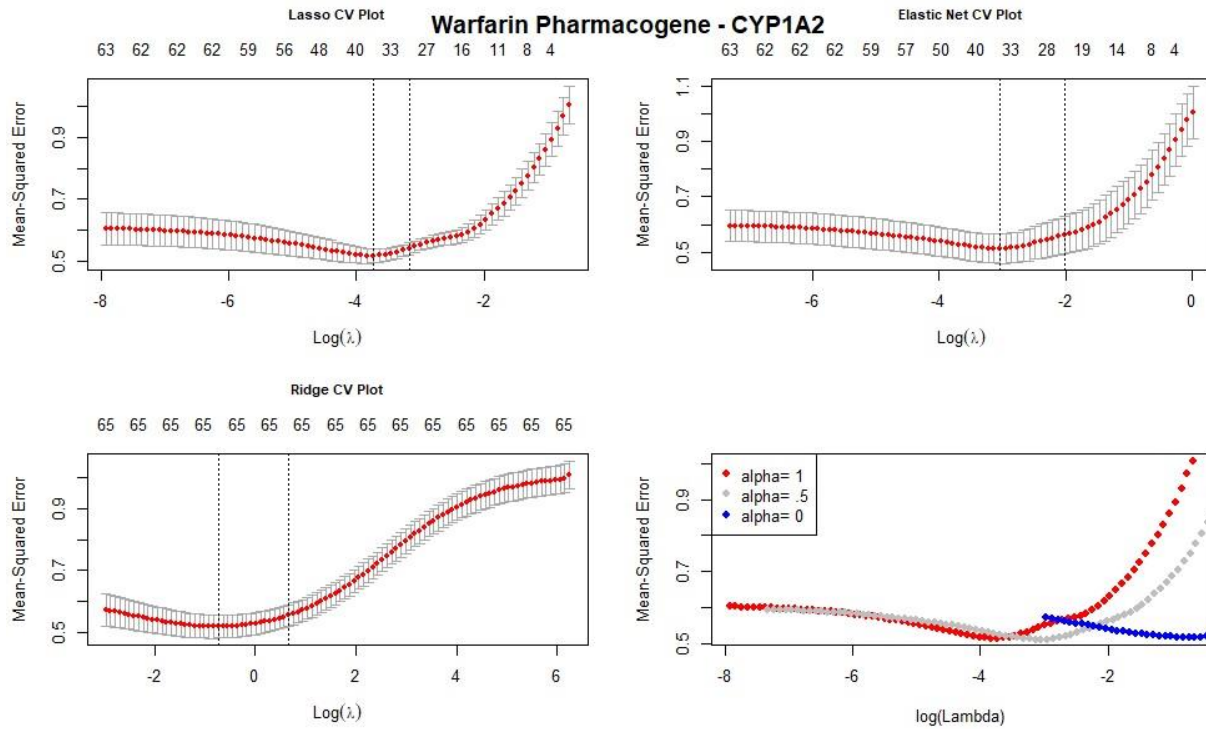 Warfarin Pharmacogene - CYP1A2
Lasso CV Plot
63 62 62 62 59 56 48 40 33 27 16 11 8 4
Mean-Squared Error
0.5 0.7 0.9
-8 -6 -4 -2
Log(λ)
Elastic Net CV Plot
63 62 62 62 59 57 50 40 33 28 19 14 8 4
Mean-Squared Error
0.5 0.7 0.9 1.1
-6 -4 -2 0
Log(λ)
Ridge CV Plot
65 65 65 65 65 65 65 65 65 65 65 65 65 65 65
Mean-Squared Error
0.5 0.7 0.9
-2 0 2 4 6
Log(λ)
alpha= 1
alpha= .5
alpha= 0
Mean-Squared Error
0.5 0.7 0.9
-8 -6 -4 -2
log(Lambda)